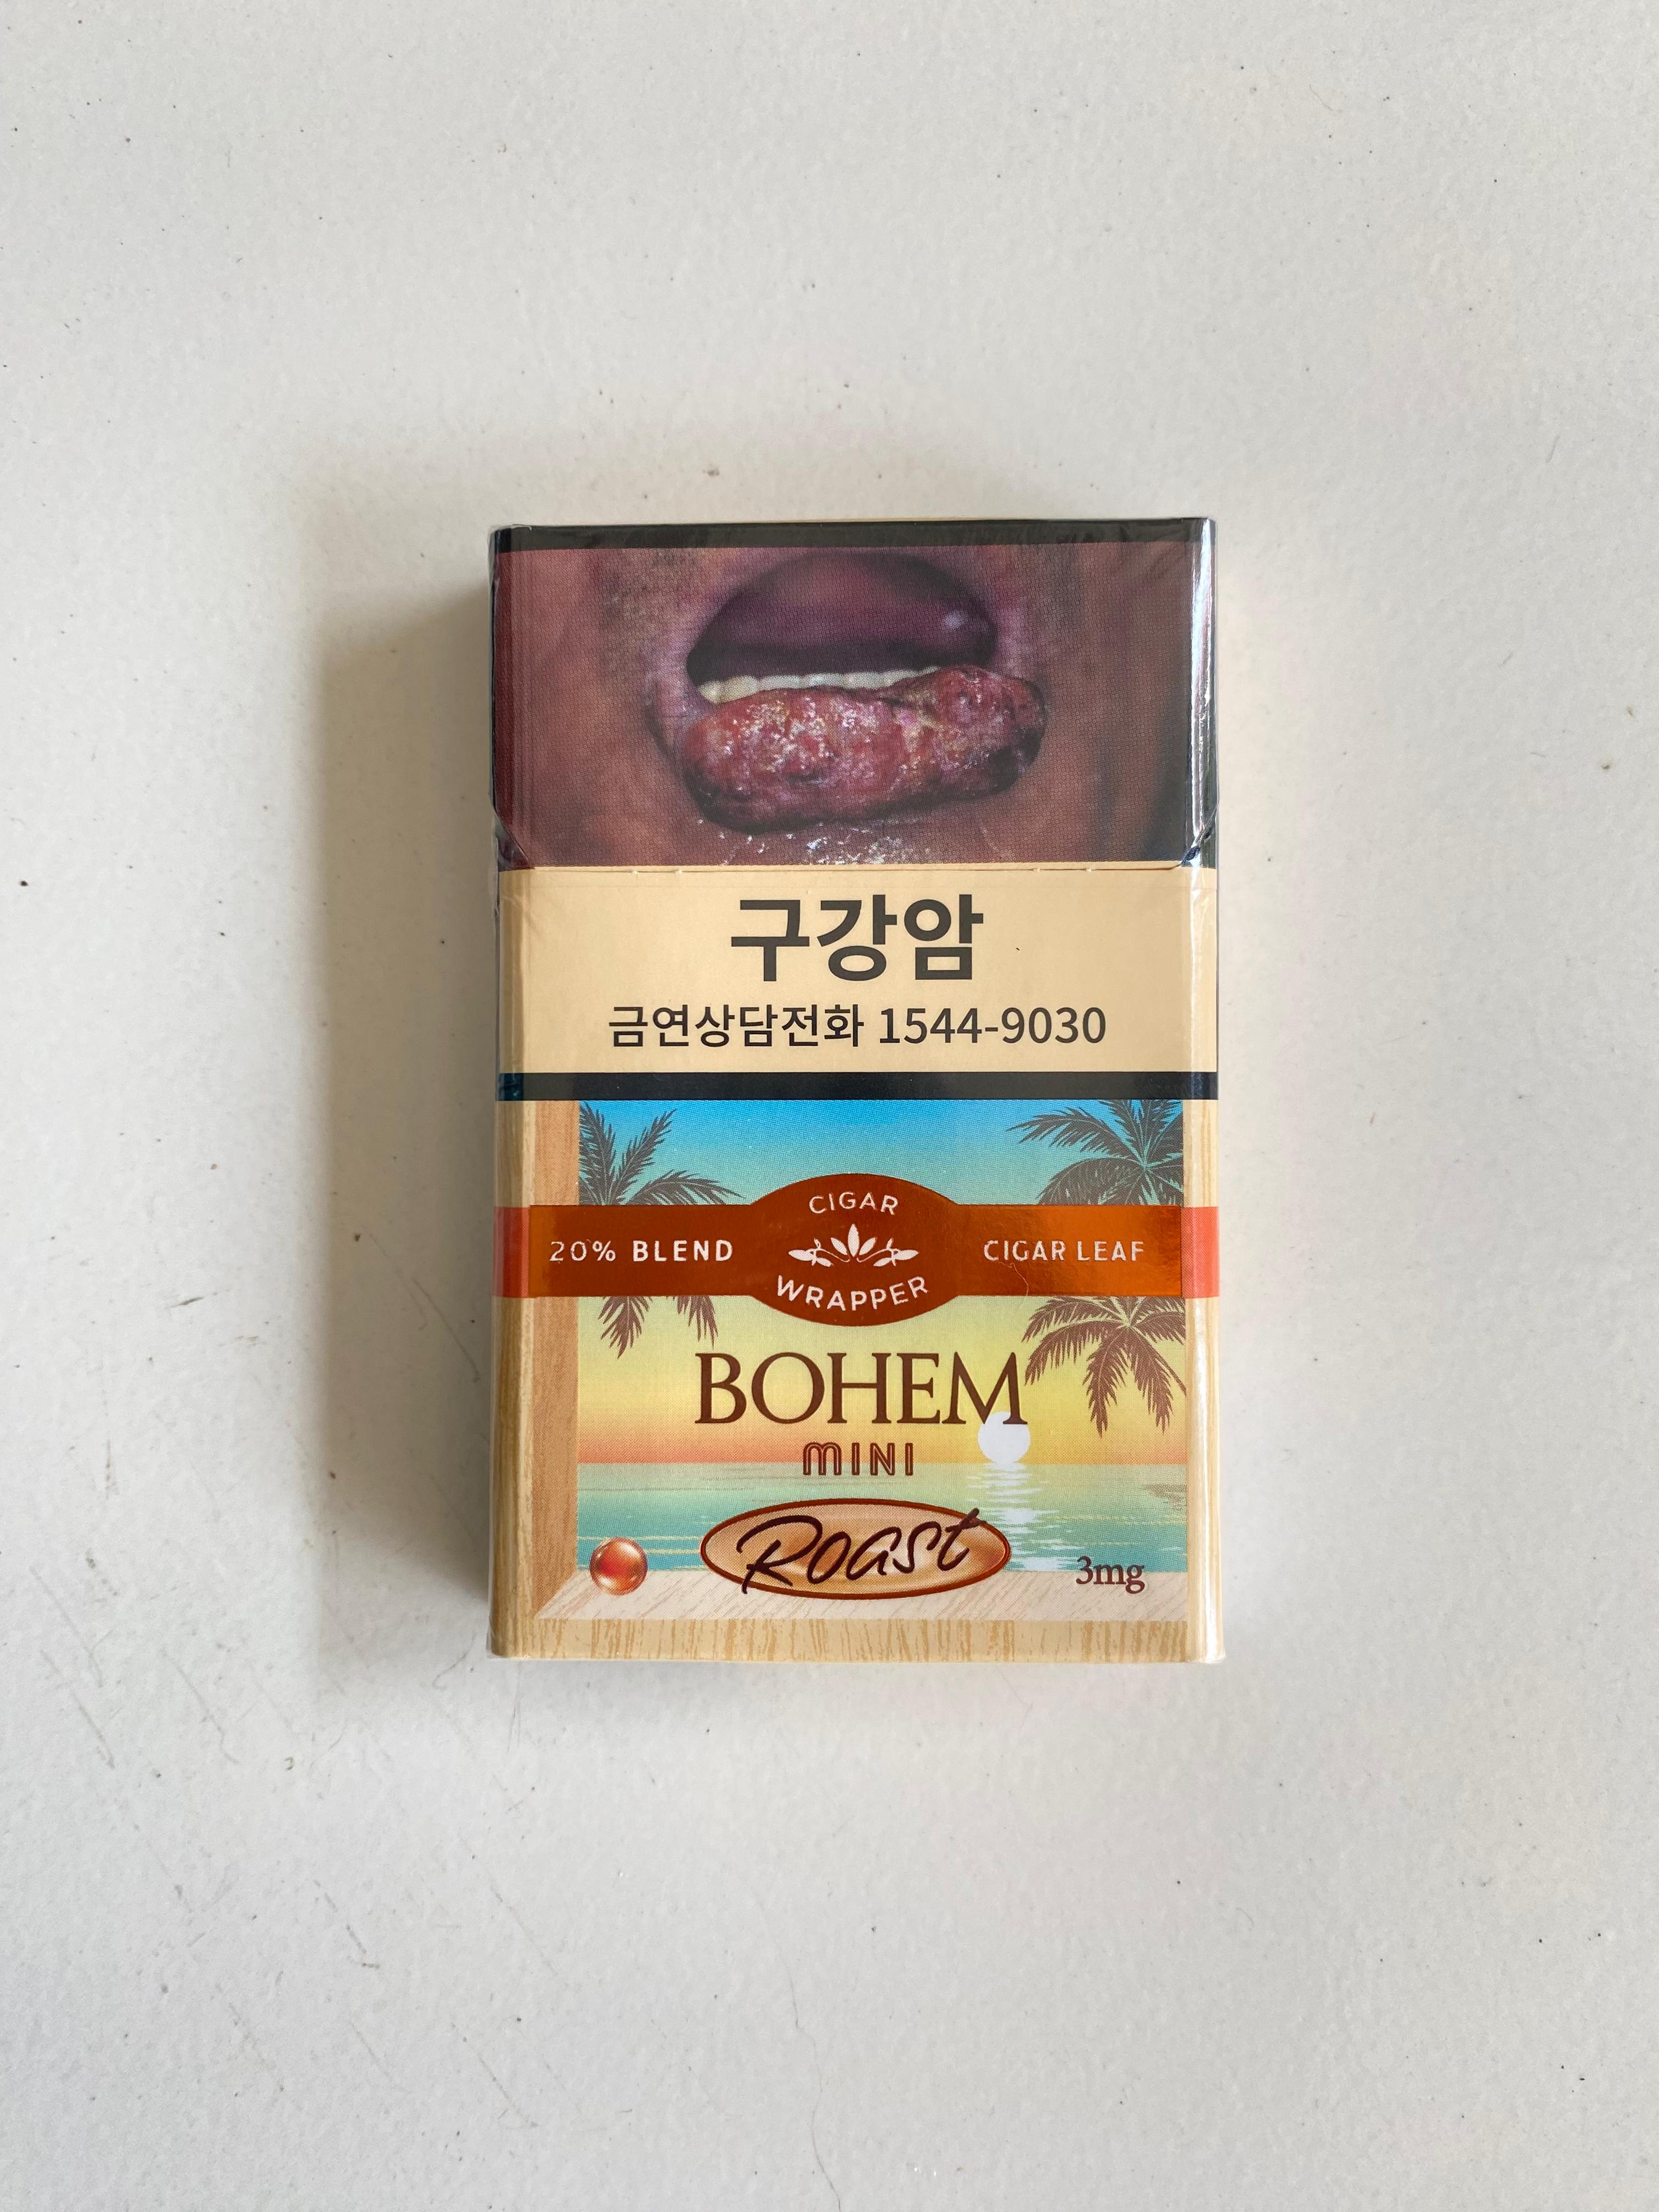 구강암
금연상담전화 1544-9030
CIGAR
20% BLEND
CIGAR LEAF
WRAPPER
BOHEM
MINI
Roast
3mg